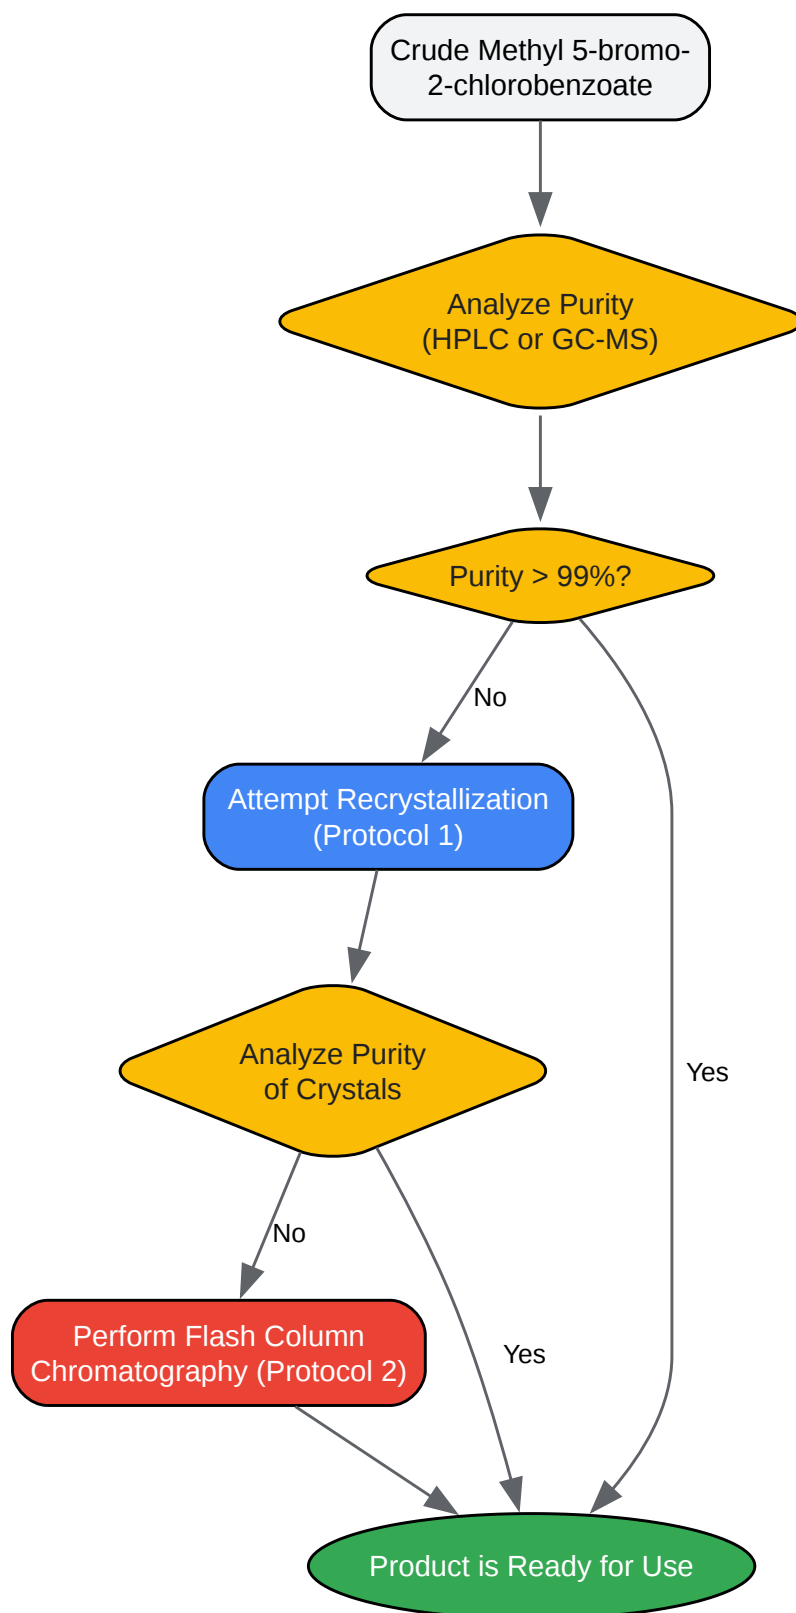 Crude Methyl 5-bromo-
2-chlorobenzoate
Analyze Purity
(HPLC or GC-MS)
Purity > 99%?
No
Attempt Recrystallization
(Protocol 1)
Analyze Purity
of Crystals
Yes
No
Perform Flash Column
Chromatography (Protocol 2)
Yes
Product is Ready for Use